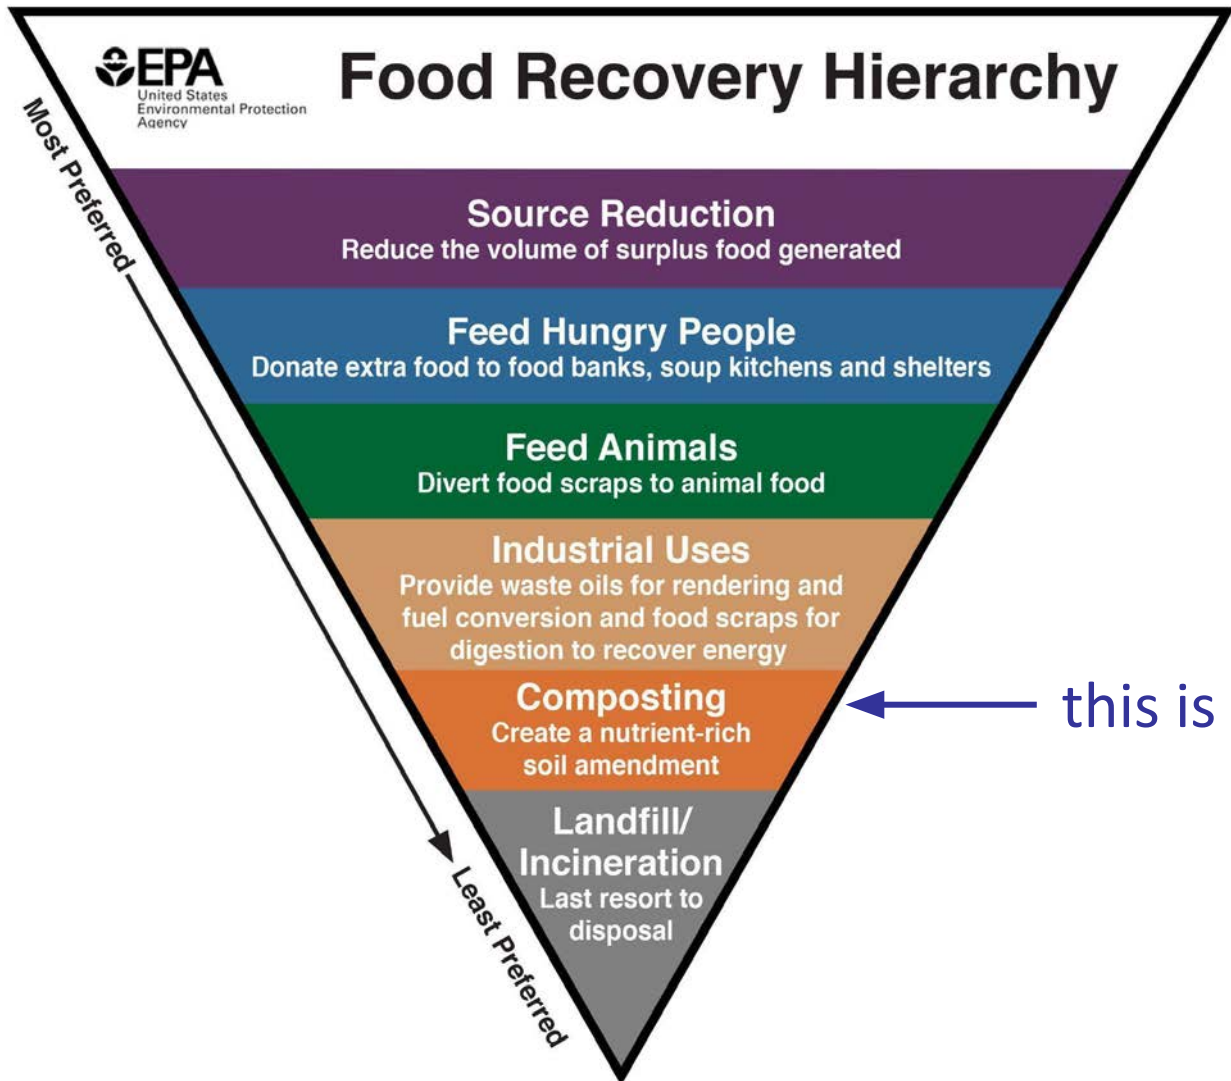 EPA
United States
Environmental Protection
Agency
Food Recovery Hierarchy
Most Preferred
Source Reduction
Reduce the volume of surplus food generated
Feed Hungry People
Donate extra food to food banks, soup kitchens and shelters
Feed Animals
Divert food scraps to animal food
Industrial Uses
Provide waste oils for rendering and
fuel conversion and food scraps for
digestion to recover energy
Composting
Create a nutrient-rich
soil amendment
this is
Landfill/
Incineration
Last resort to
disposal
Least Preferred